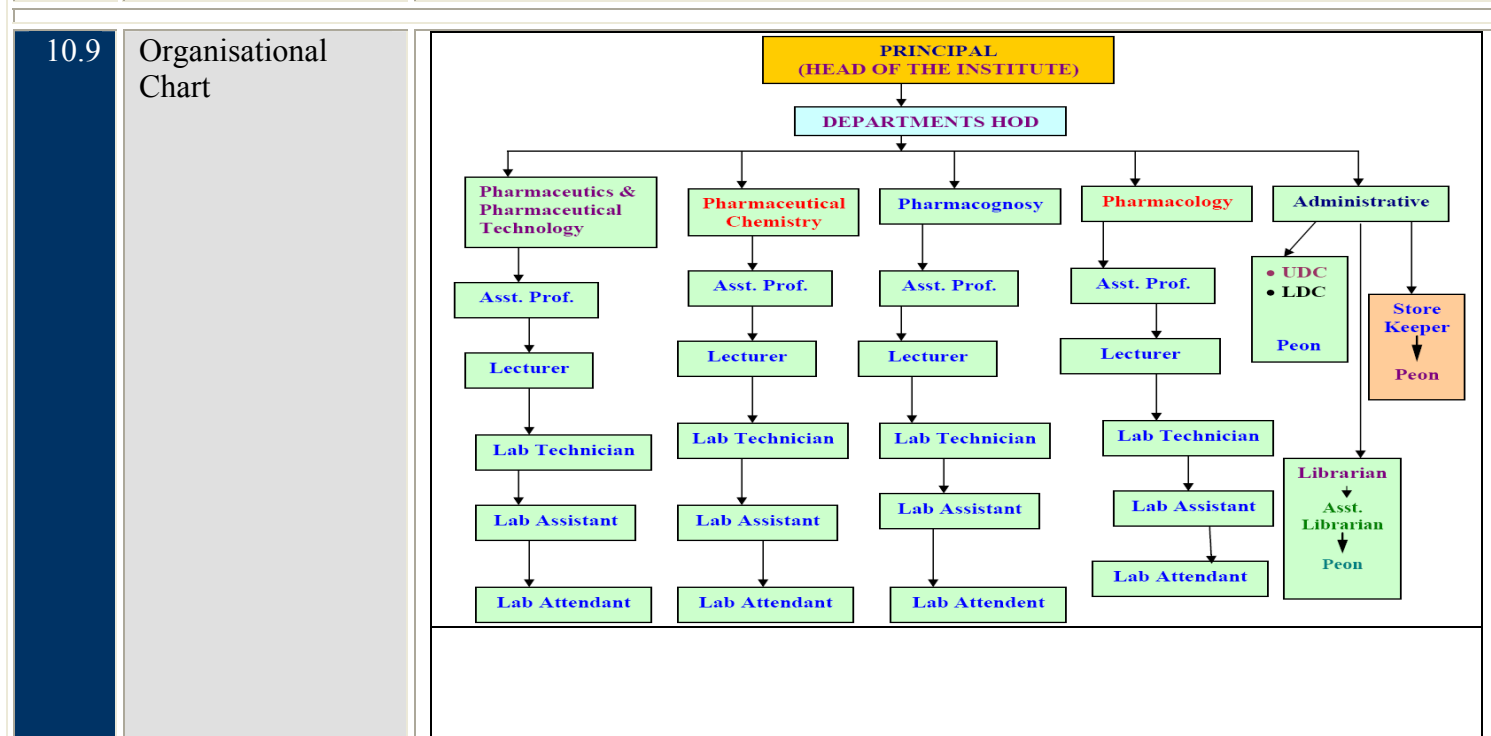 10.9
Organisational
Chart
PRINCIPAL
(HEAD OF THE INSTITUTE)
DEPARTMENTS HOD
Pharmaceutics &
Pharmaceutical
Technology
Asst. Prof.
Lecturer
Lab Technician
Lab Assistant
Lab Attendant
Pharmaceutical
Chemistry
Asst. Prof.
Lecturer
Lab Technician
Lab Assistant
Lab Attendant
Pharmacognosy
Asst. Prof.
Lecturer
Lab Technician
Lab Assistant
Lab Attendent
Pharmacology
Asst. Prof.
Lecturer
Lab Technician
Lab Assistant
Lab Attendant
Administrative
• UDC
• LDC
Peon
Librarian
Asst.
Librarian
Peon
Store
Keeper
Peon